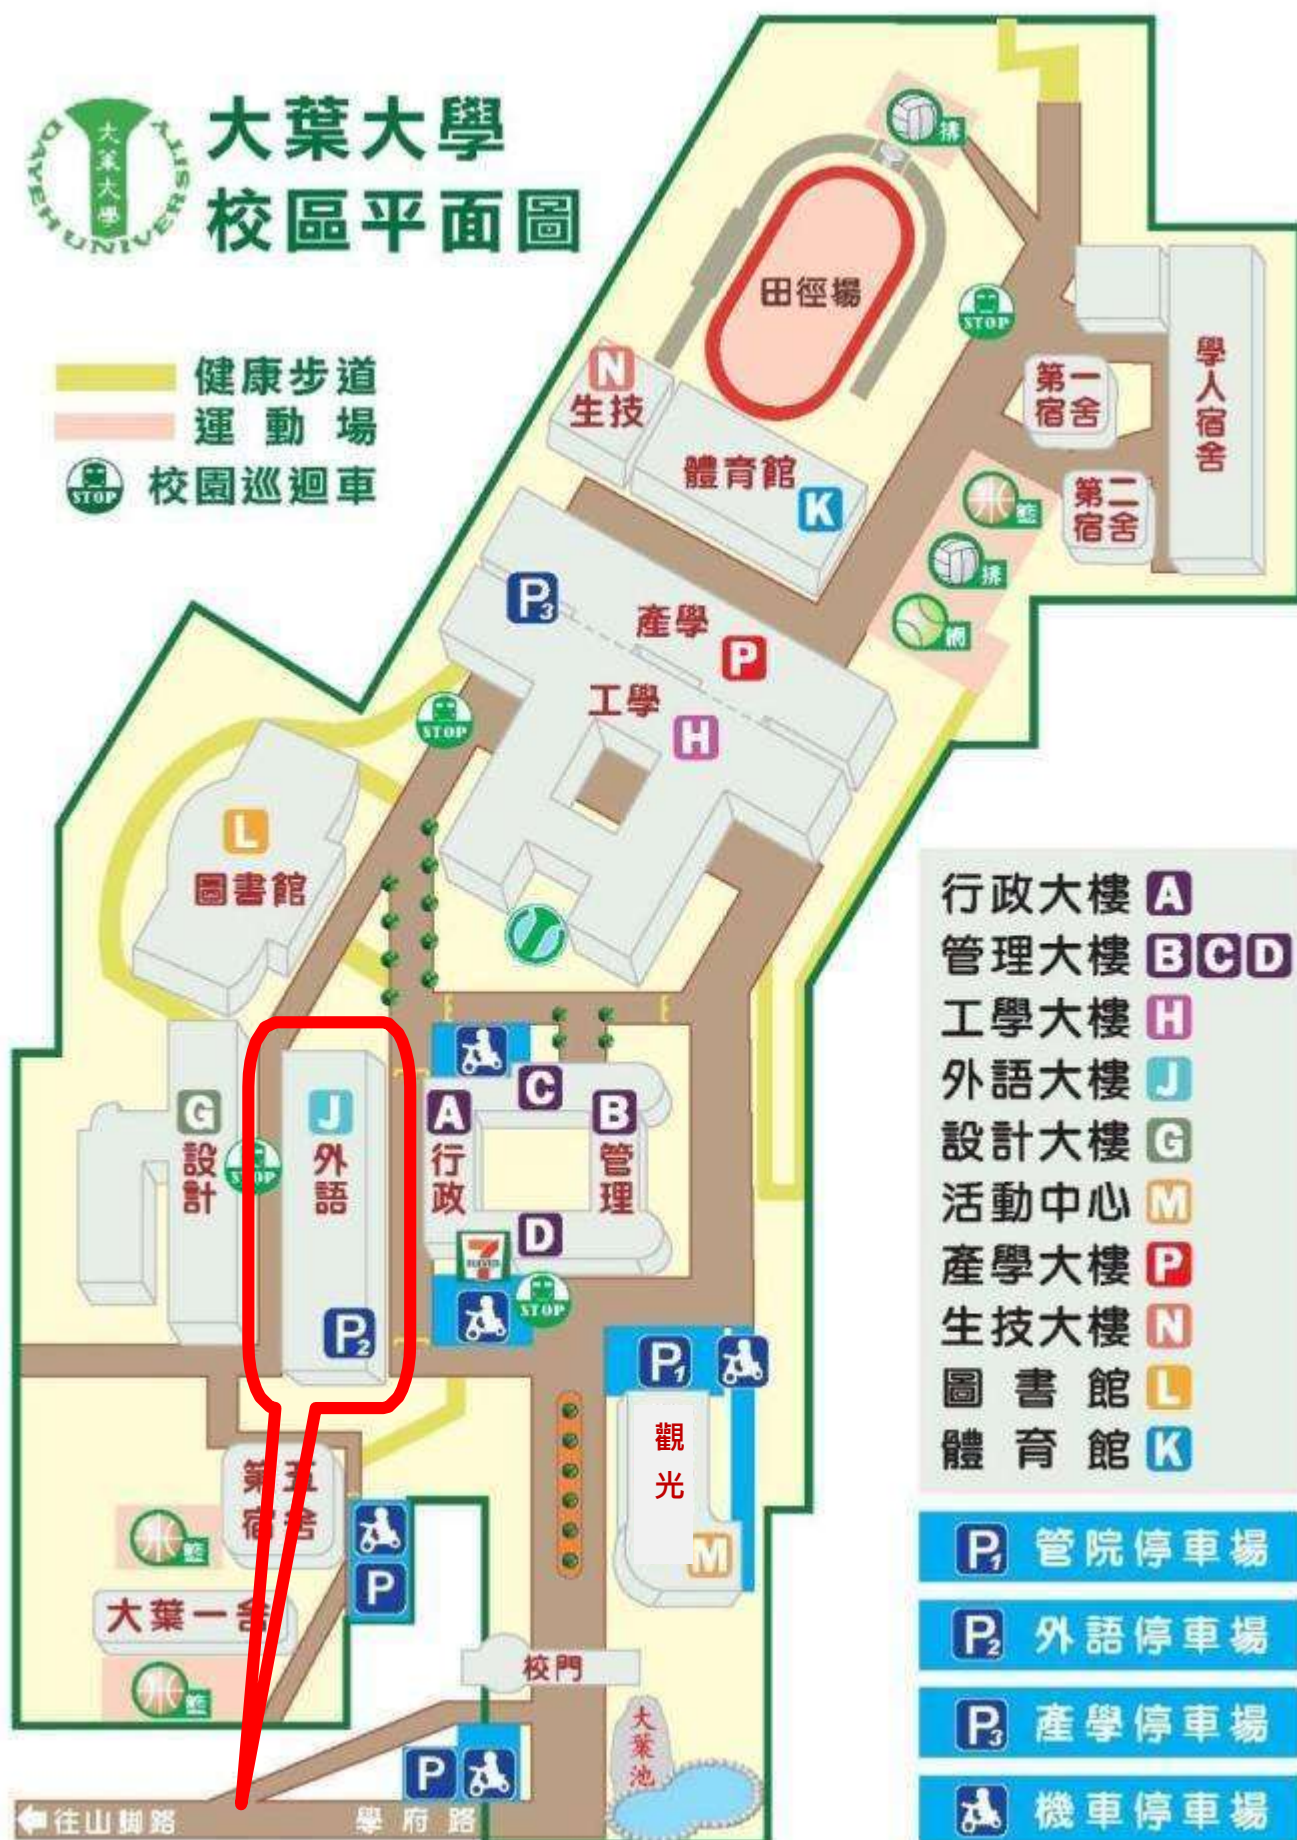 大葉大學
校區平面圖
DAYEH UNIVERSITY
大葉大學
健康步道
運動場
STOP 校園巡迴車
排
田徑場
STOP
N
生技
體育館
K
第一
宿舍
學人宿舍
第二
宿舍
籃
排
網
P3
產學
P
工學
H
STOP
L
圖書館
G
設計
STOP
J
外語
P2
A
行政
C
B
管理
D
7
ELEVEN
STOP
P1
觀光
M
第五
宿舍
籃
P
大葉一舍
籃
校門
大葉池
P
往山腳路
學府路
行政大樓 A
管理大樓 B C D
工學大樓 H
外語大樓 J
設計大樓 G
活動中心 M
產學大樓 P
生技大樓 N
圖書館 L
體育館 K
P1 管院停車場
P2 外語停車場
P3 產學停車場
機車停車場